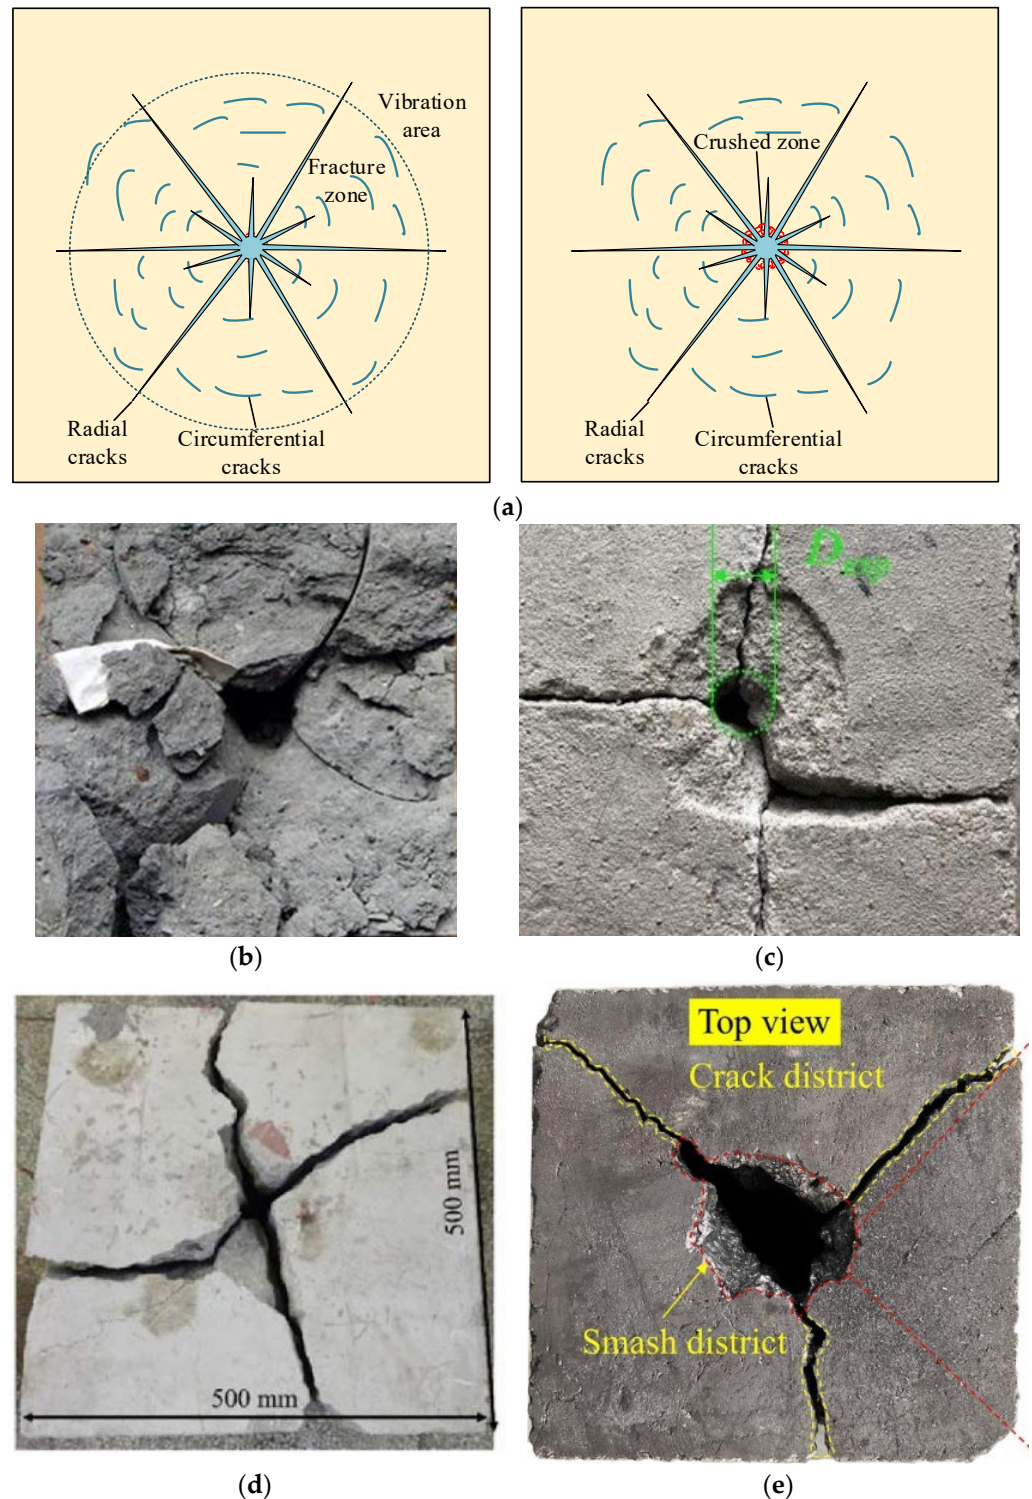 Vibration
area
Fracture
zone
Radial
cracks
Circumferential
cracks
Crushed zone
Radial
cracks
Circumferential
cracks
(a)
D
(b)
(c)
500 mm
500 mm
(d)
Top view
Crack district
Smash district
(e)